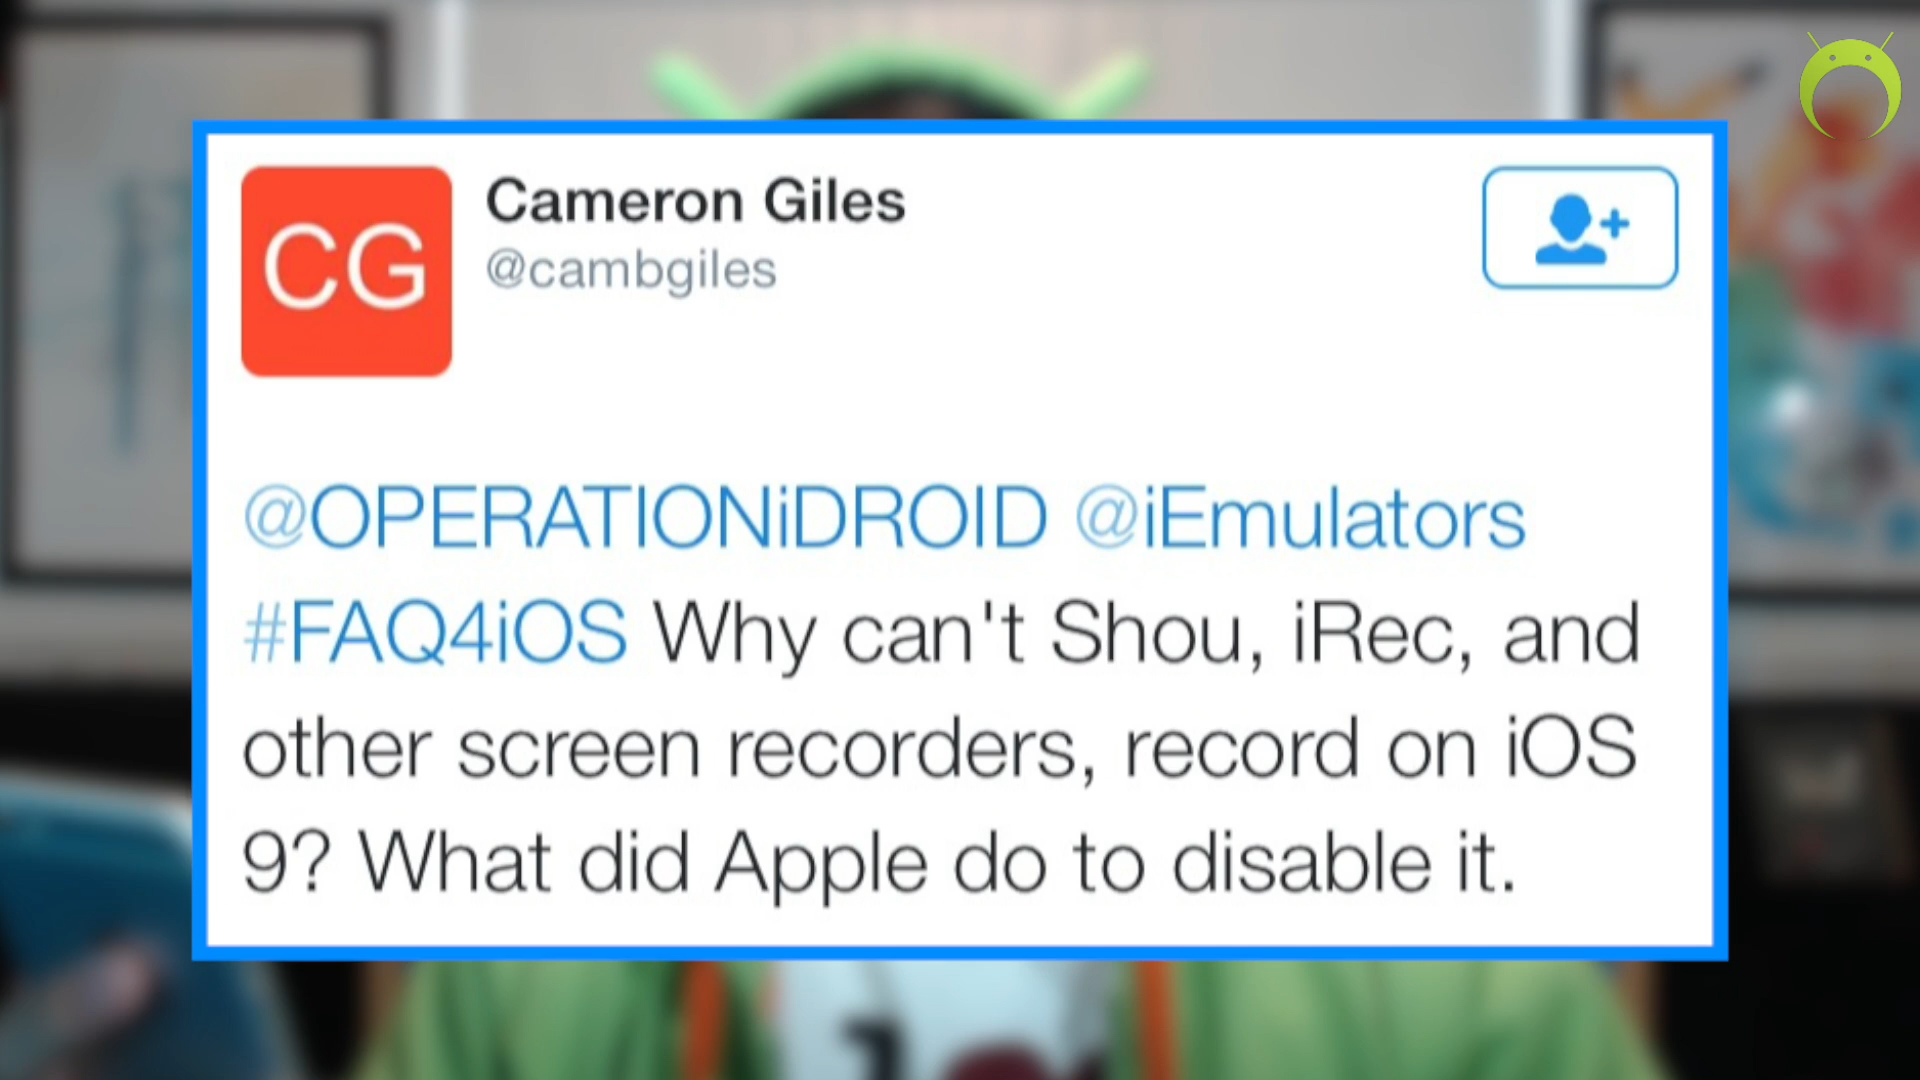 CG
Cameron Giles
@cambgiles
@OPERATIONiDROID @iEmulators
#FAQ4iOS Why can't Shou, iRec, and
other screen recorders, record on iOS
9? What did Apple do to disable it.